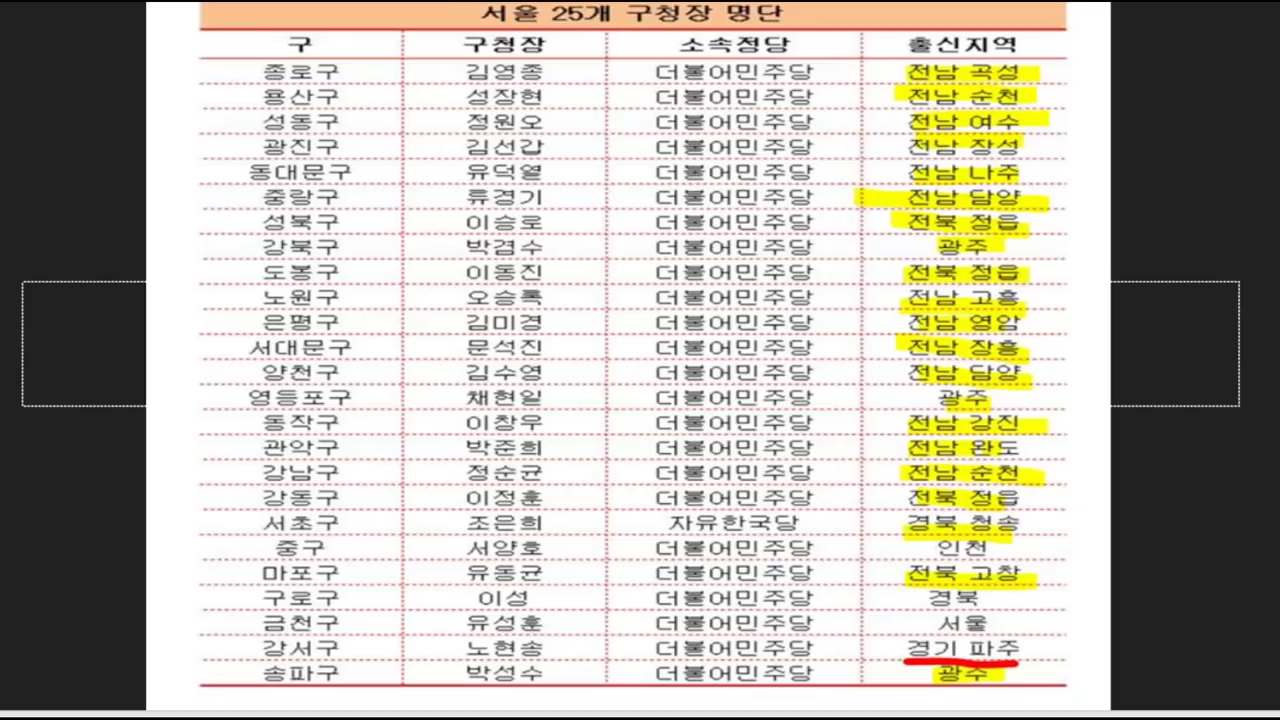 서울 25개 구청장 명단
구 구청장 소속정당 출신지역
종로구 김영종 더불어민주당 전남 곡성
용산구 성장현 더불어민주당 전남 순천
성동구 정원오 더불어민주당 전남 여수
광진구 김선갑 더불어민주당 전남 장성
동대문구 유덕열 더불어민주당 전남 나주
중랑구 류경기 더불어민주당 전남 담양
성북구 이승로 더불어민주당 전북 정읍
강북구 박겸수 더불어민주당 광주
도봉구 이동진 더불어민주당 전북 정읍
노원구 오승록 더불어민주당 전남 고흥
은평구 김미경 더불어민주당 전남 영암
서대문구 문석진 더불어민주당 전남 장흥
양천구 김수영 더불어민주당 전남 담양
영등포구 채현일 더불어민주당 광주
동작구 이창우 더불어민주당 전남 강진
관악구 박준희 더불어민주당 전남 완도
강남구 정순균 더불어민주당 전남 순천
강동구 이정훈 더불어민주당 전북 정읍
서초구 조은희 자유한국당 경북 청송
중구 서양호 더불어민주당 인천
마포구 유동균 더불어민주당 전북 고창
구로구 이성 더불어민주당 경북
금천구 유성훈 더불어민주당 서울
강서구 노현송 더불어민주당 경기 파주
송파구 박성수 더불어민주당 광주